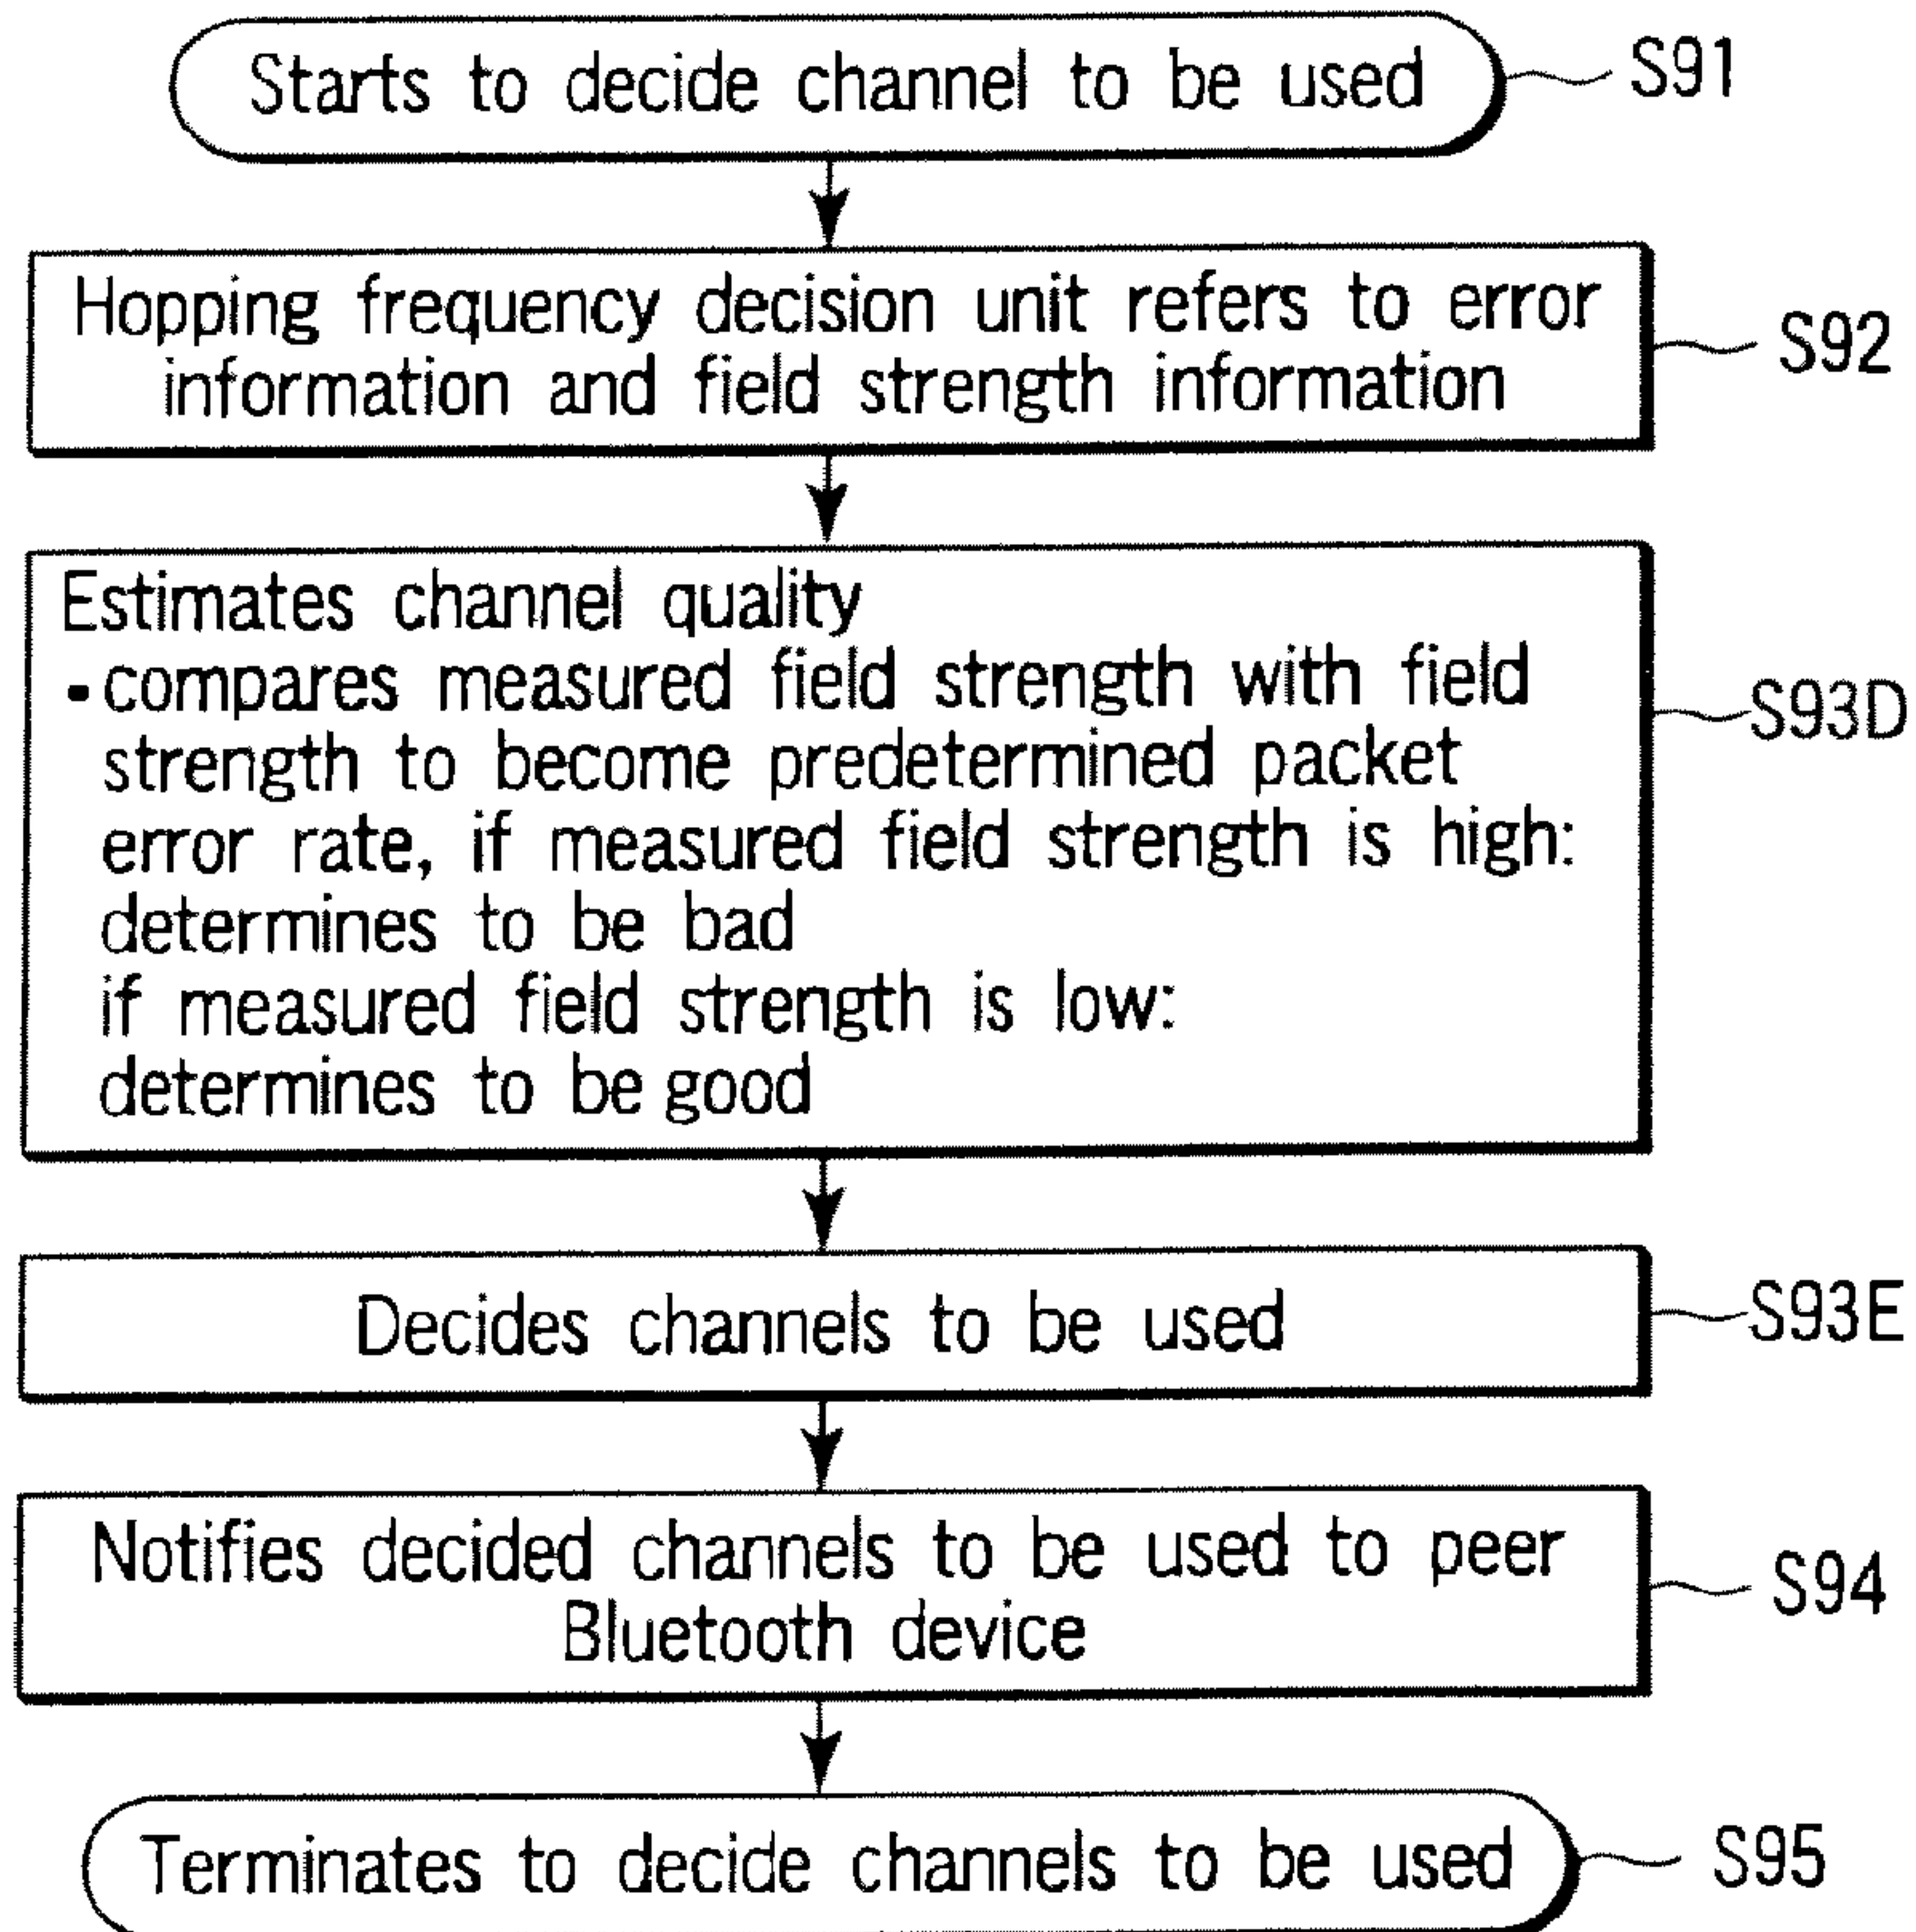 Starts to decide channel to be used
S91
Hopping frequency decision unit refers to error
information and field strength information
S92
Estimates channel quality
▪ compares measured field strength with field
strength to become predetermined packet
error rate, if measured field strength is high:
determines to be bad
if measured field strength is low:
determines to be good
S93D
Decides channels to be used
S93E
Notifies decided channels to be used to peer
Bluetooth device
S94
Terminates to decide channels to be used
S95